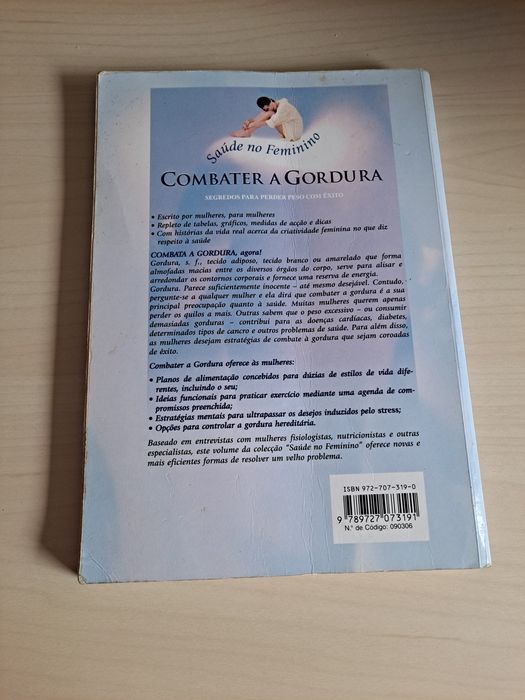 Saúde no Feminino
COMBATER A GORDURA
SEGREDOS PARA PERDER PESO COM ÊXITO
• Escrito por mulheres, para mulheres
• Repleto de tabelas, gráficos, medidas de acção e dicas
• Com histórias da vida real acerca da criatividade feminina no que diz
respeito à saúde
COMBATA A GORDURA, agora!
Gordura, s. f., tecido adiposo, tecido branco ou amarelado que forma
almofadas macias entre os diversos órgãos do corpo, serve para alisar e
arredondar os contornos corporais e fornece uma reserva de energia.
Gordura. Parece suficientemente inocente – até mesmo desejável. Contudo,
pergunte-se a qualquer mulher e ela dirá que combater a gordura é a sua
principal preocupação quanto à saúde. Muitas mulheres querem apenas
perder os quilos a mais. Outras sabem que o peso excessivo – ou consumir
demasiadas gorduras – contribui para as doenças cardíacas, diabetes,
determinados tipos de cancro e outros problemas de saúde. Para além disso,
as mulheres desejam estratégias de combate à gordura que sejam coroadas
de êxito.
Combater a Gordura oferece às mulheres:
• Planos de alimentação concebidos para dúzias de estilos de vida dife-
rentes, incluindo o seu;
• Ideias funcionais para praticar exercício mediante uma agenda de com-
promissos preenchida;
• Estratégias mentais para ultrapassar os desejos induzidos pelo stress;
• Opções para controlar a gordura hereditária.
Baseado em entrevistas com mulheres fisiologistas, nutricionistas e outras
especialistas, este volume da colecção "Saúde no Feminino" oferece novas e
mais eficientes formas de resolver um velho problema.
ISBN 972-707-319-0
9 789727 073191
N.º de Código: 090306